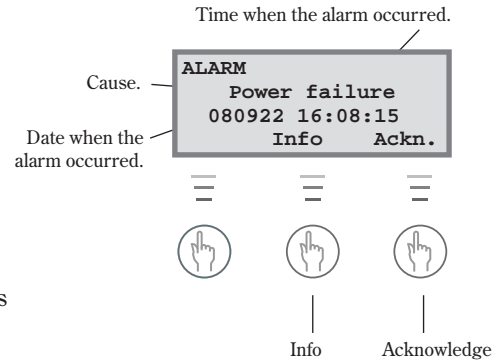 Time when the alarm occurred.
ALARM
Cause.
Power failure
080922 16:08:15
Date when the
alarm occurred.
Info Ackn.
s
Info Acknowledge